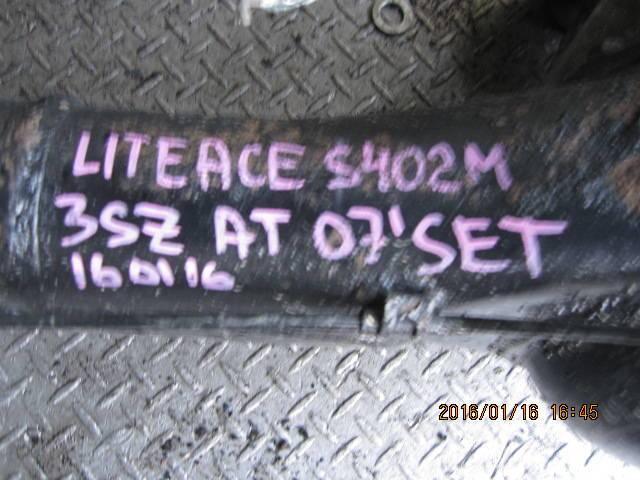 LITEACE S402M
3SZ AT 07' SET
160116
2016/01/16 16:45